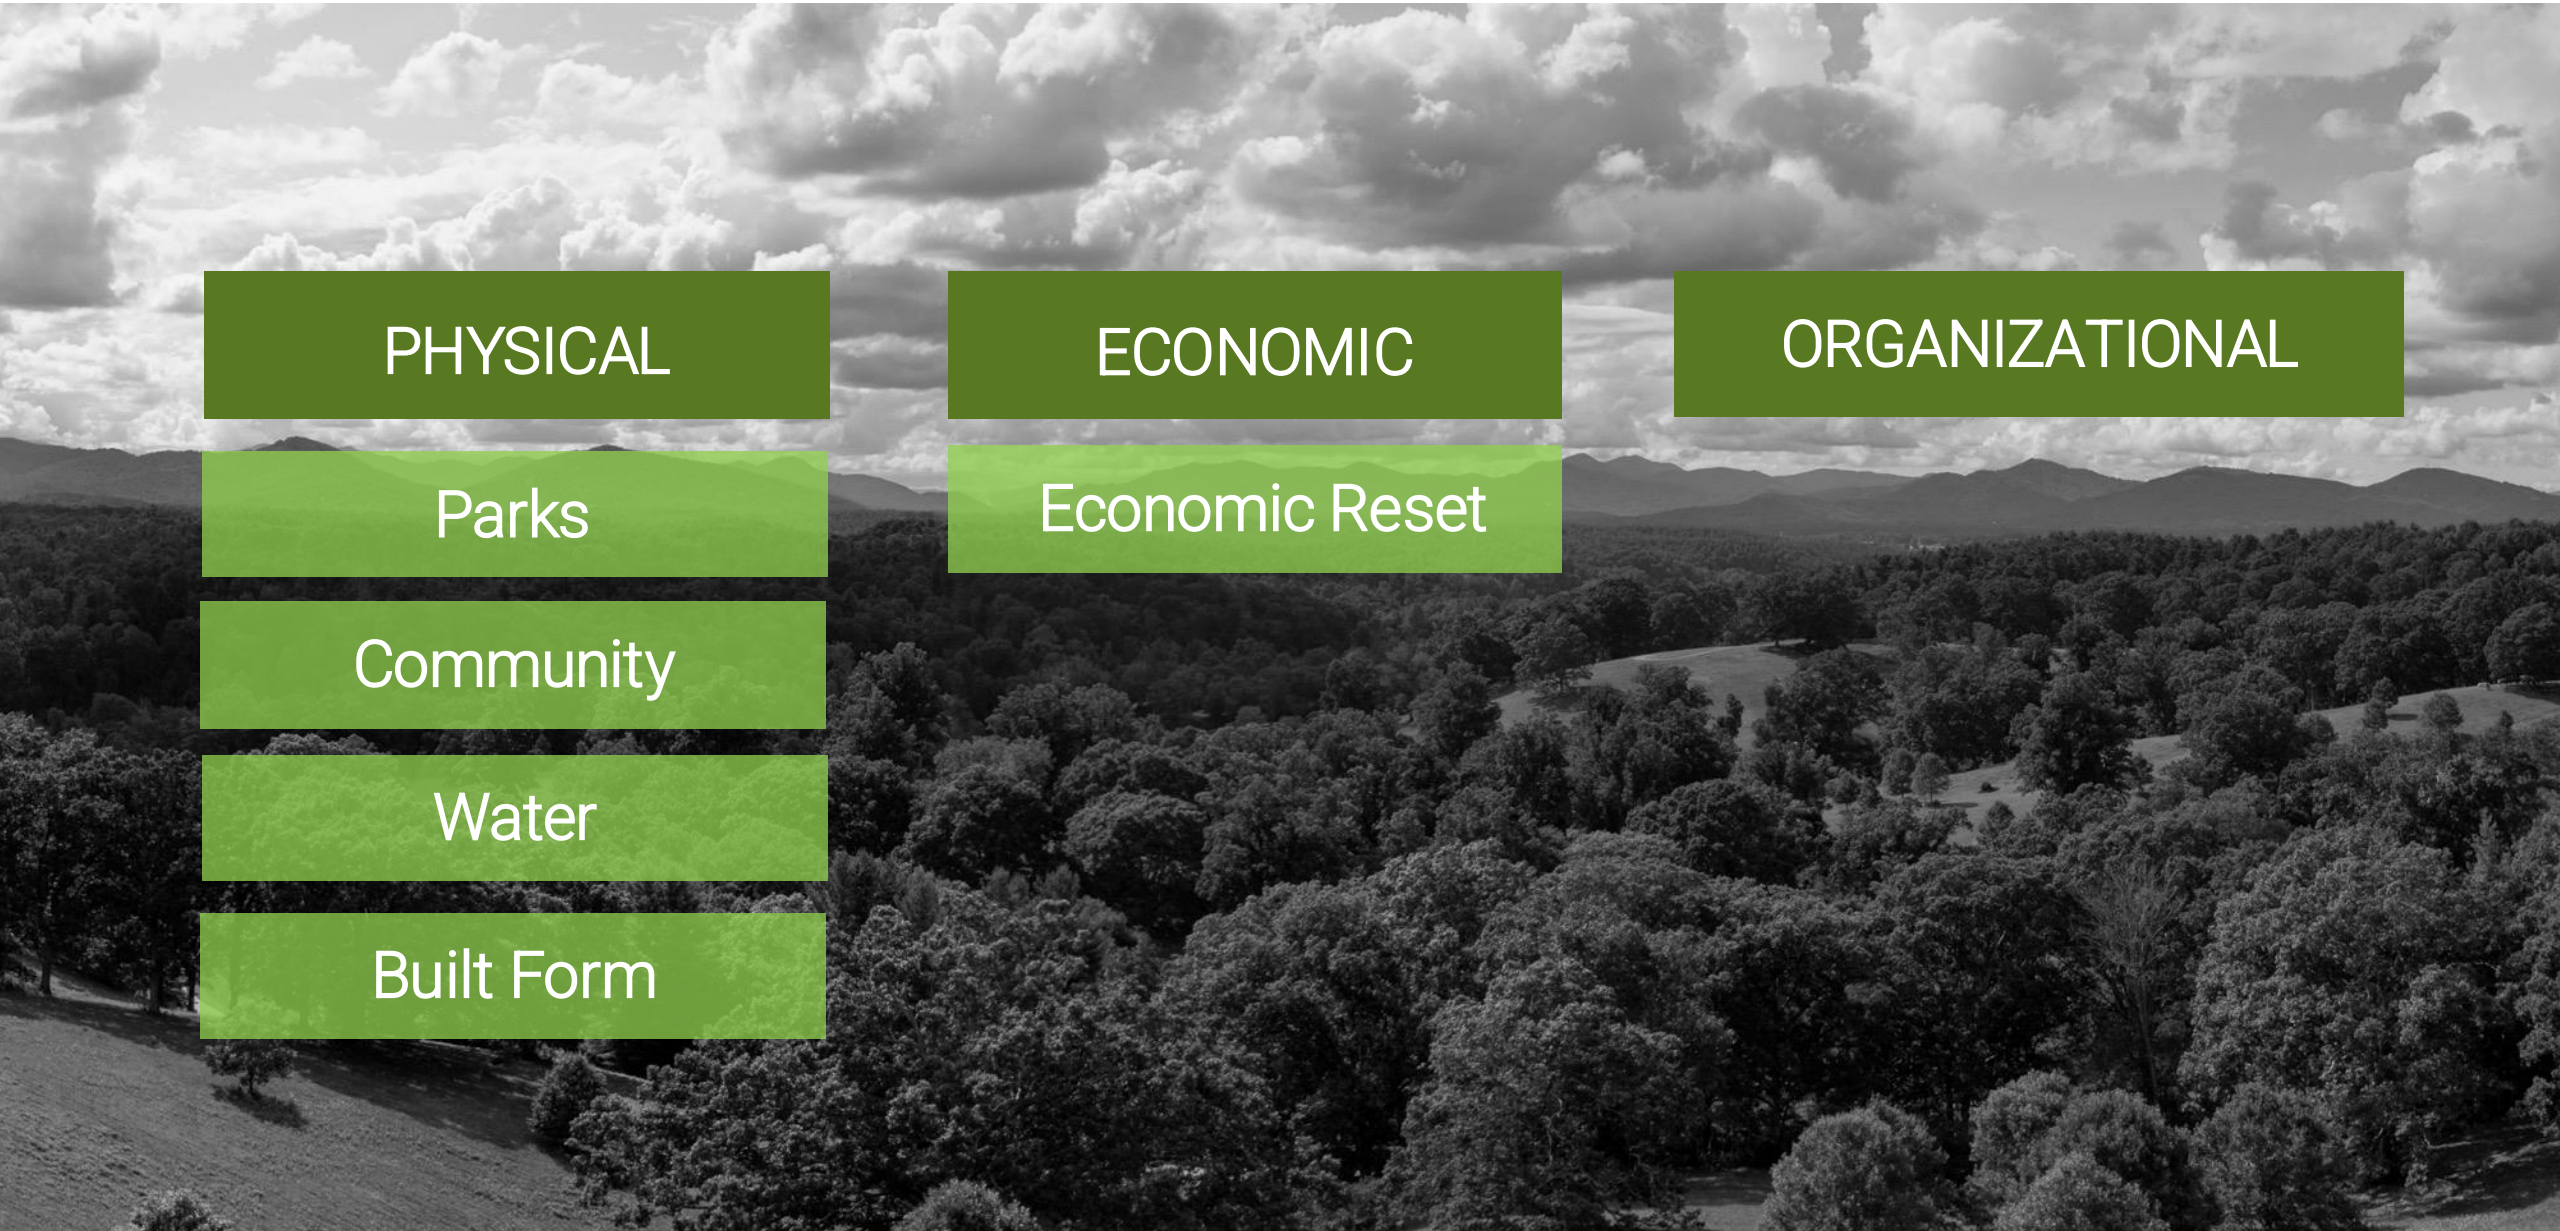 PHYSICAL
Parks
Community
Water
Built Form
ECONOMIC
Economic Reset
ORGANIZATIONAL